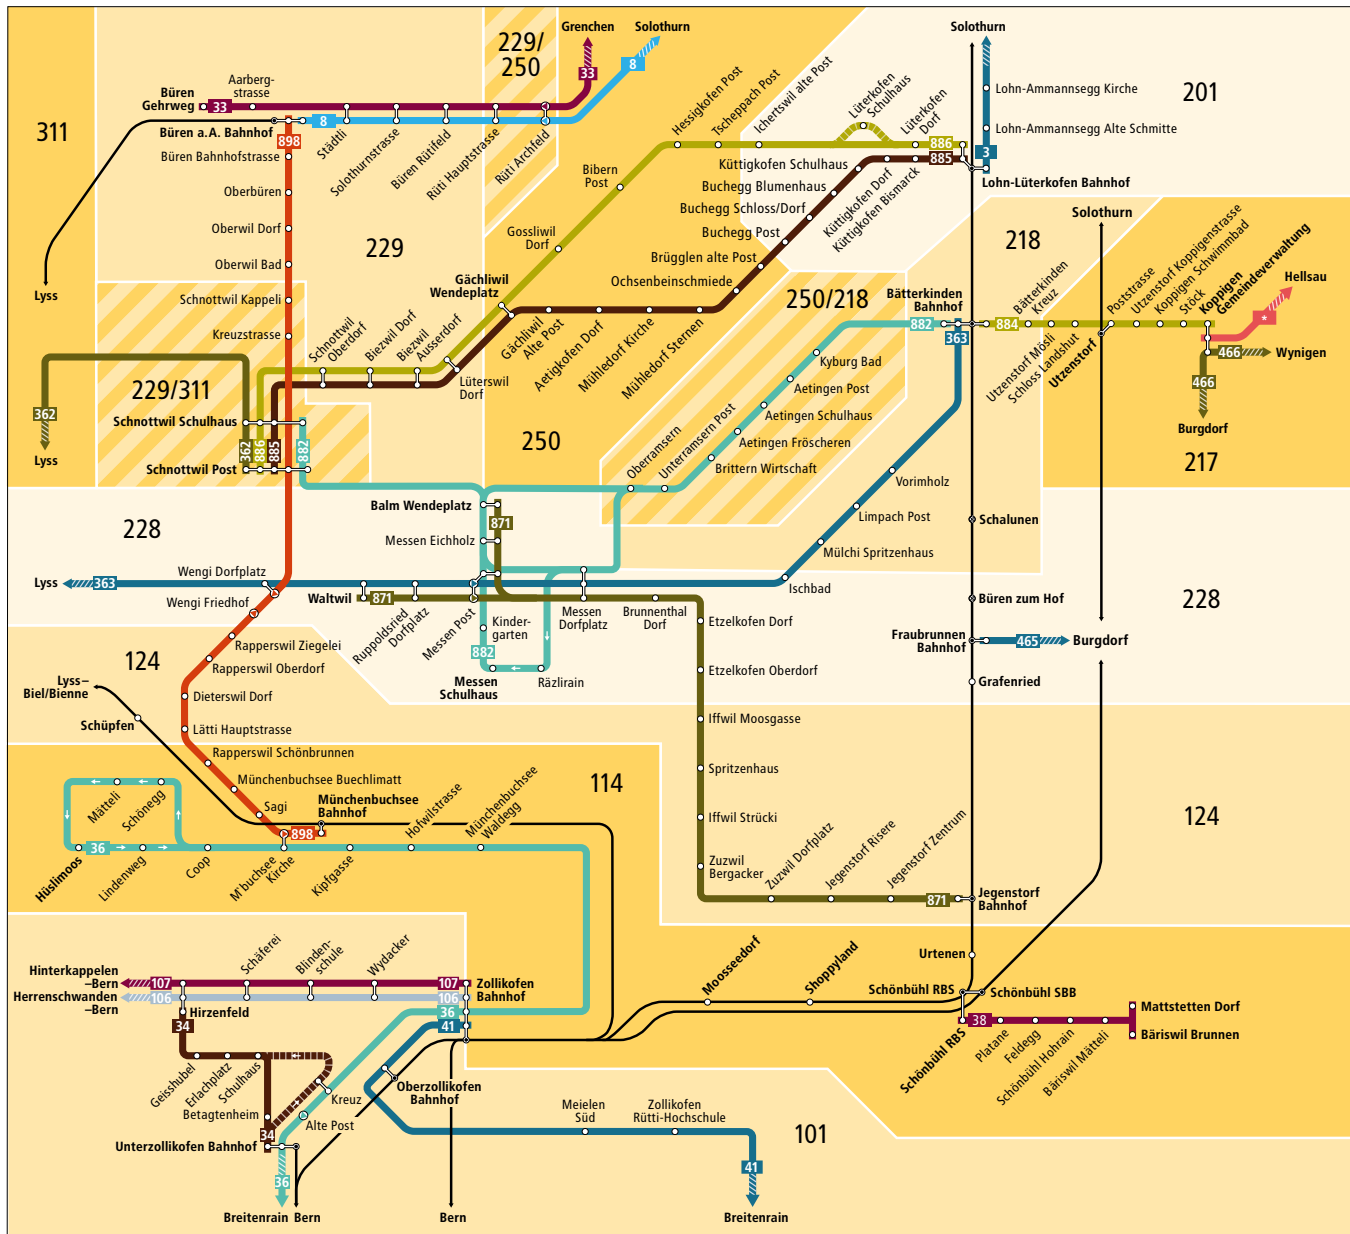 Grenchen
Solothurn
Solothurn
229/
250
Aarberg-
strasse
Büren
Gehrweg
33
33
8
Hessigkofen Post
Tscheppach Post
Ichertswil alte Post
Lüterkofen
Schulhaus
Lüterkofen
Dorf
Lohn-Ammannsegg Kirche
201
311
Büren a.A. Bahnhof
8
898
Städtli
Solothurnstrasse
Büren Rütifeld
Rüti Hauptstrasse
Rüti Archfeld
Lohn-Ammannsegg Alte Schmitte
886
885
3
Büren Bahnhofstrasse
Bibern
Post
Küttigkofen Schulhaus
Lohn-Lüterkofen Bahnhof
Oberbüren
Buchegg Blumenhaus
Küttigkofen Dorf
Küttigkofen Bismarck
Buchegg Schloss/Dorf
Solothurn
Oberwil Dorf
Gossliwil
Dorf
Buchegg Post
229
218
Oberwil Bad
Brügglen alte Post
Gächliwil
Wendeplatz
Ochsenbeinschmiede
250/218
Bätterkinden
Bahnhof
Bätterkinden
Kreuz
Poststrasse
Utzenstorf Koppigenstrasse
Koppigen Schwimmbad
Stöck
Koppigen
Gemeindeverwaltung
Hellsau
Lyss
Schnottwil Kappeli
Kreuzstrasse
Schnottwil
Oberdorf
Biezwil Dorf
Biezwil
Ausserdorf
Gächliwil
Alte Post
Aetigkofen Dorf
Mühledorf Kirche
Mühledorf Sternen
882
363
884
*
Utzenstorf Mösli
Schloss Landshut
Utzenstorf
466
Wynigen
Kyburg Bad
466
229/311
Lüterswil
Dorf
Aetingen Post
362
Schnottwil Schulhaus
Aetingen Schulhaus
Burgdorf
Lyss
362
886
885
882
250
Aetingen Fröscheren
217
Schnottwil Post
Oberramsern
Unterramsern Post
Brittern Wirtschaft
Vorimholz
Balm Wendeplatz
871
Limpach Post
Schalunen
228
Messen Eichholz
Mülchi Spritzenhaus
Wengi Dorfplatz
Lyss
363
Ischbad
Wengi Friedhof
Waltwil
871
Ruppoldsried
Dorfplatz
Messen Post
Kinder-
garten
Messen
Dorfplatz
Brunnenthal
Dorf
Büren zum Hof
228
Etzelkofen Dorf
Rapperswil Ziegelei
Fraubrunnen
Bahnhof
465
Burgdorf
124
Rapperswil Oberdorf
882
Etzelkofen Oberdorf
Lyss–
Biel/Bienne
Messen
Schulhaus
Räzlirain
Grafenried
Dieterswil Dorf
Schüpfen
Lätti Hauptstrasse
Iffwil Moosgasse
Rapperswil Schönbrunnen
Spritzenhaus
Münchenbuchsee Buechlimatt
114
Mätteli
Schönegg
Sagi
Münchenbuchsee
Bahnhof
Hofwilstrasse
Münchenbuchsee
Waldegg
Iffwil Strücki
124
898
36
Hüslimoos
Lindenweg
Coop
M'buchsee
Kirche
Kipfgasse
Zuzwil
Bergacker
Zuzwil Dorfplatz
Jegenstorf Risere
Jegenstorf Zentrum
871
Jegenstorf
Bahnhof
Schäferei
Blinden-
schule
Wydacker
Urtenen
Hinterkappelen
–Bern
107
107
Zollikofen
Bahnhof
Moosseedorf
Shoppyland
Herrenschwanden
–Bern
106
106
Schönbühl RBS
Schönbühl SBB
Hirzenfeld
36
Mattstetten Dorf
34
41
38
Bäriswil Brunnen
Schönbühl RBS
Platane
Feldegg
Schönbühl Hohrain
Bäriswil Mätteli
Geisshubel
Erlachplatz
Schulhaus
Betagtenheim
Kreuz
Oberzollikofen
Bahnhof
Alte Post
Meielen
Süd
Zollikofen
Rütti-Hochschule
101
34
Unterzollikofen Bahnhof
36
41
Breitenrain
Bern
Bern
Breitenrain